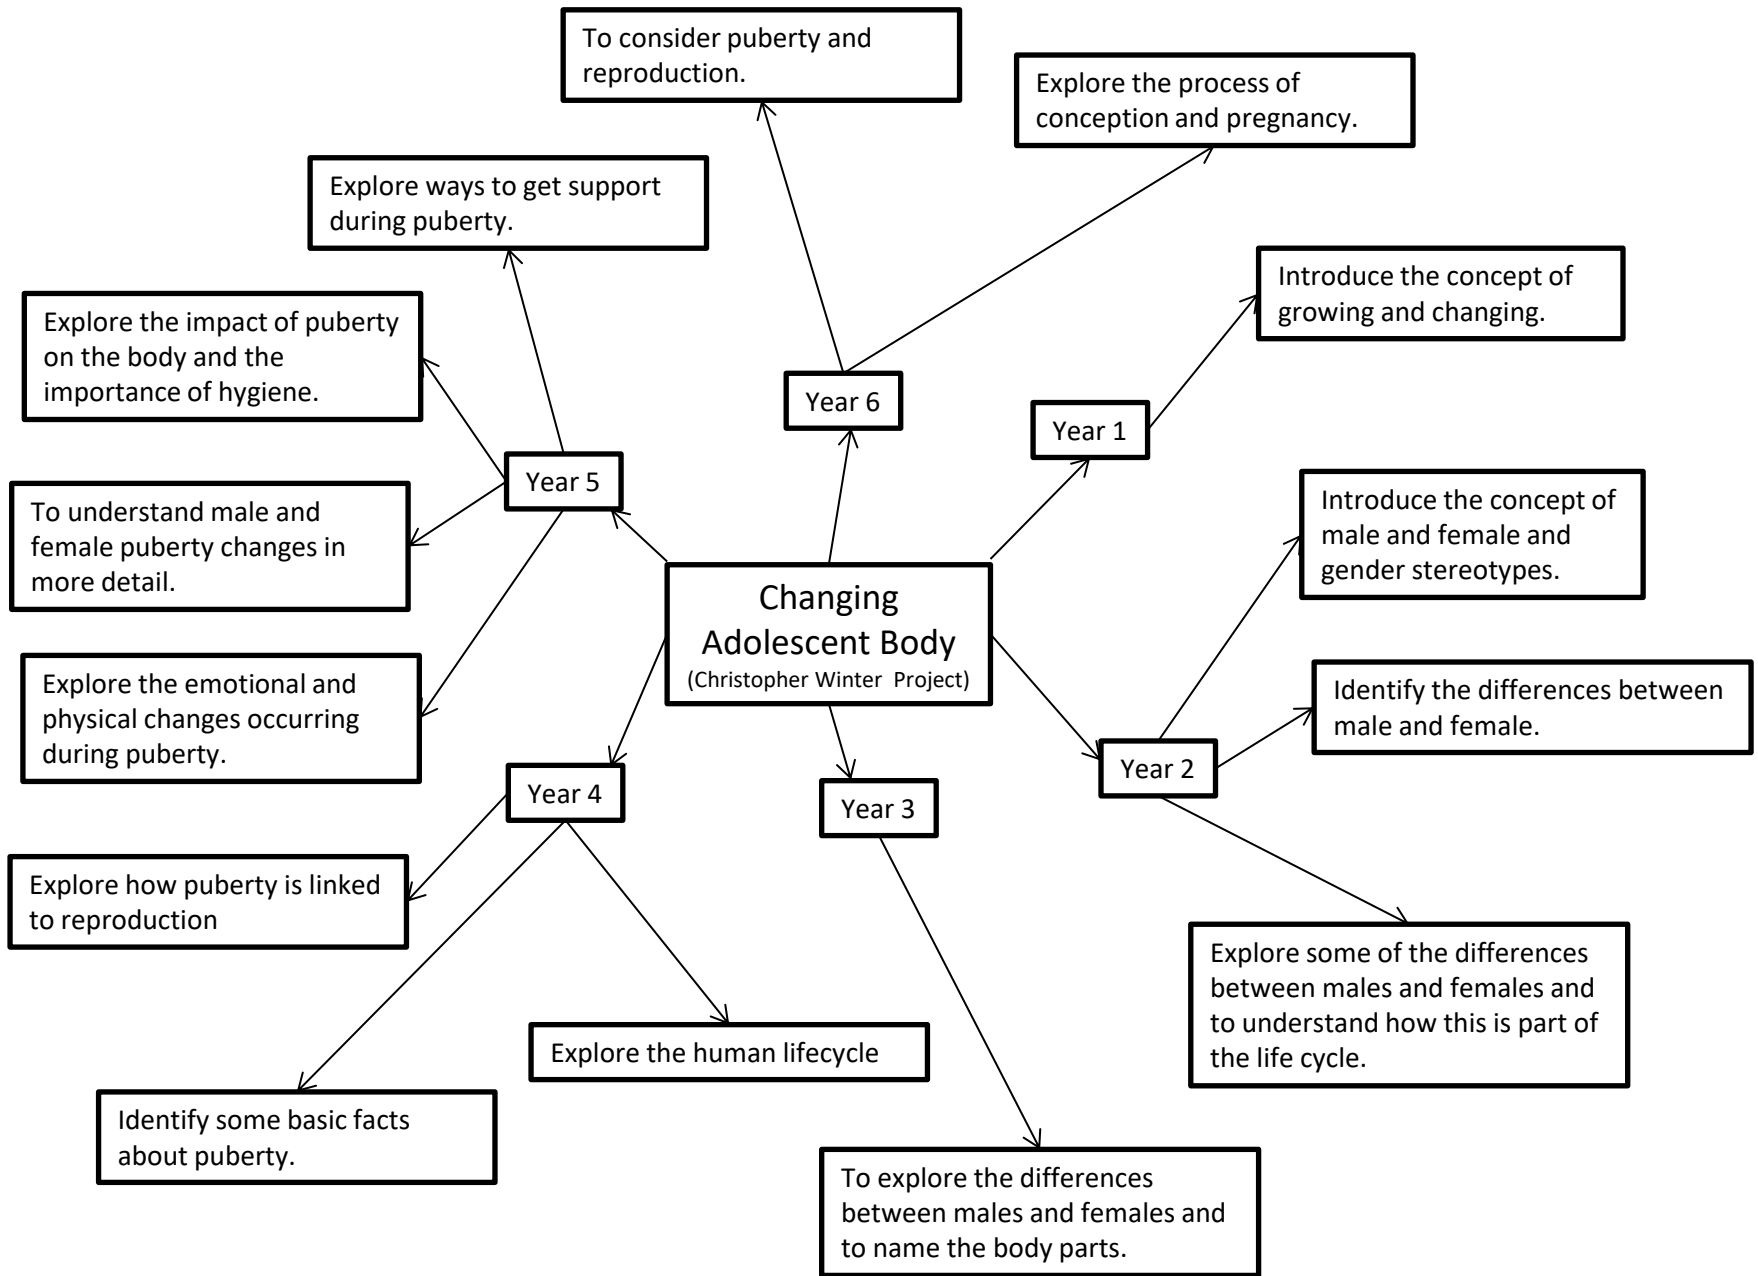 To consider puberty and
reproduction.
Explore the process of
conception and pregnancy.
Explore ways to get support
during puberty.
Introduce the concept of
growing and changing.
Explore the impact of puberty
on the body and the
importance of hygiene.
Year 6
Year 1
Year 5
To understand male and
female puberty changes in
more detail.
Introduce the concept of
male and female and
gender stereotypes.
Changing
Adolescent Body
(Christopher Winter Project)
Explore the emotional and
physical changes occurring
during puberty.
Identify the differences between
male and female.
Year 2
Year 4
Year 3
Explore how puberty is linked
to reproduction
Explore some of the differences
between males and females and
to understand how this is part of
the life cycle.
Explore the human lifecycle
Identify some basic facts
about puberty.
To explore the differences
between males and females and
to name the body parts.